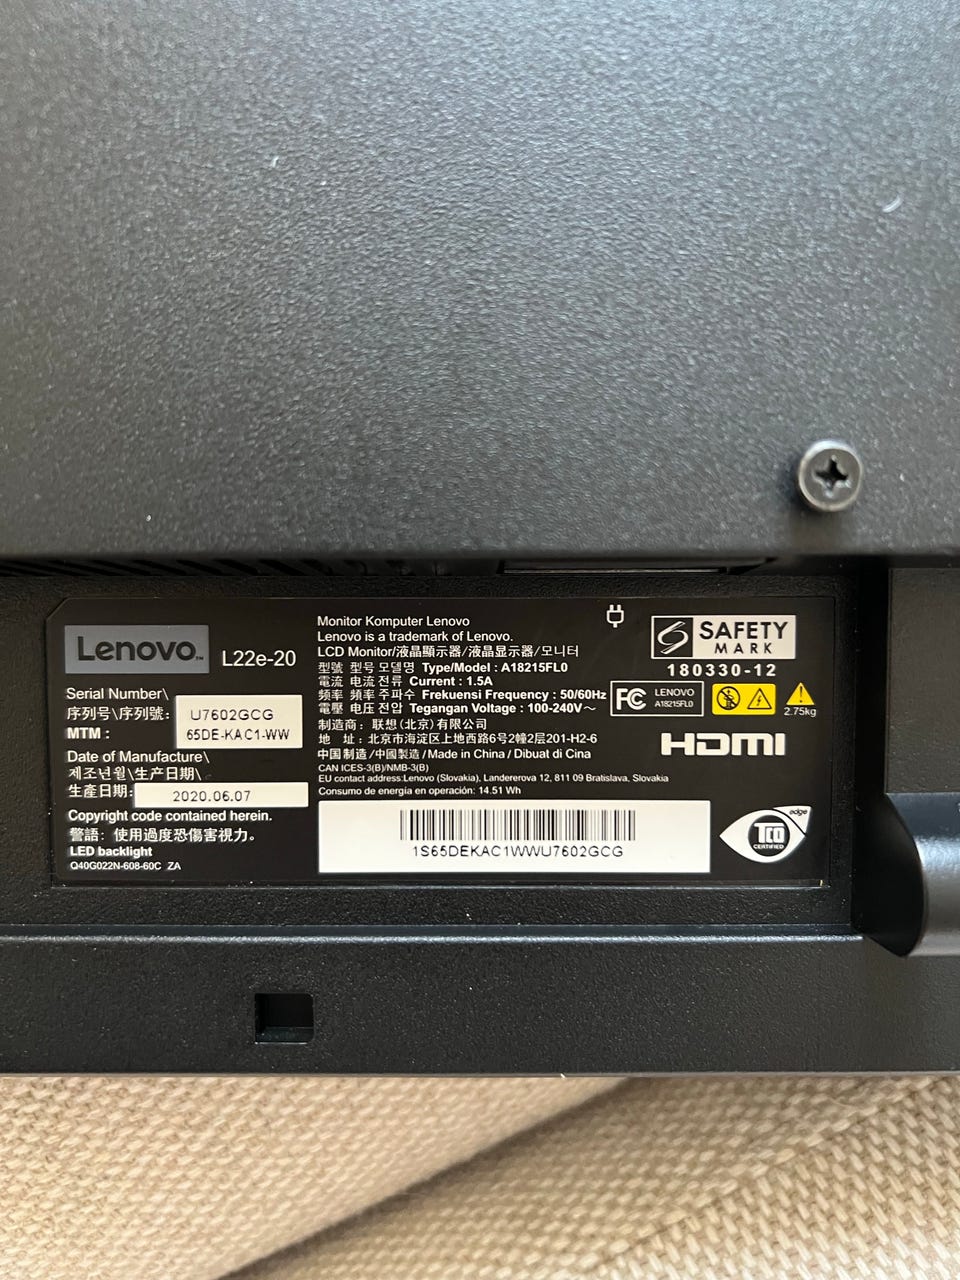 Lenovo™
L22e-20
Serial Number\
序列号\序列號:
U7602GCG
MTM :
65DE-KAC1-WW
Date of Manufacture\
제조년월\生产日期\
生產日期:
2020.06.07
Copyright code contained herein.
警語: 使用過度恐傷害視力。
LED backlight
Q40G022N-608-60C ZA
Monitor Komputer Lenovo
Lenovo is a trademark of Lenovo.
LCD Monitor/液晶顯示器/液晶显示器/모니터
型號 型号 모델명 Type/Model : A18215FL0
電流 电流 전류 Current : 1.5A
频率 頻率 주파수 Frekuensi Frequency : 50/60Hz
電壓 电压 전압 Tegangan Voltage : 100-240V～
制造商: 联想(北京)有限公司
地 址: 北京市海淀区上地西路6号2幢2层201-H2-6
中国制造/中國製造/Made in China / Dibuat di Cina
CAN ICES-3(B)/NMB-3(B)
EU contact address:Lenovo (Slovakia), Landererova 12, 811 09 Bratislava, Slovakia
Consumo de energía en operación: 14.51 Wh
1S65DEKAC1WWU7602GCG
SAFETY
MARK
180330-12
FC
LENOVO
A18215FL0
2.75kg
HDMI
edge
TCO
CERTIFIED